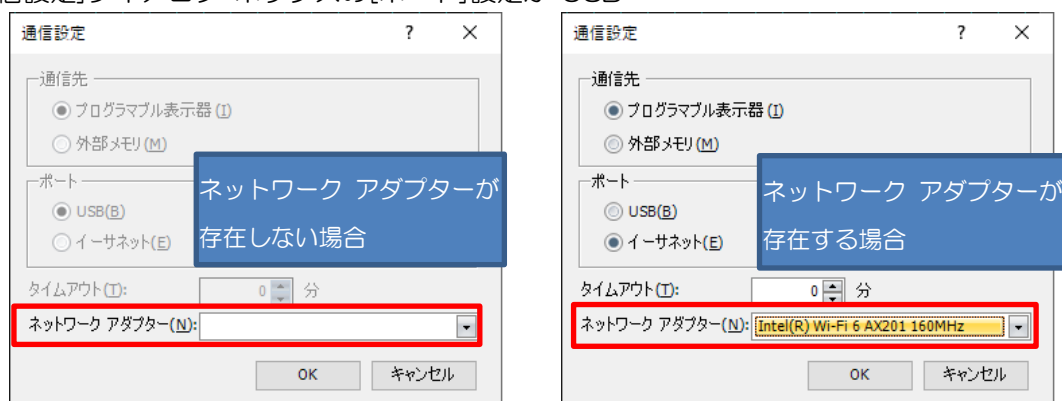 通信設定 ? ×
通信先
プログラマブル表示器(I)
外部メモリ(M)
ポート
USB(B)
イーサネット(E)
ネットワーク アダプターが
存在しない場合
タイムアウト(T): 0 分
ネットワーク アダプター(N):
OK キャンセル
通信設定 ? ×
通信先
プログラマブル表示器(I)
外部メモリ(M)
ポート
USB(B)
イーサネット(E)
ネットワーク アダプターが
存在する場合
タイムアウト(T): 0 分
ネットワーク アダプター(N): Intel(R) Wi-Fi 6 AX201 160MHz
OK キャンセル